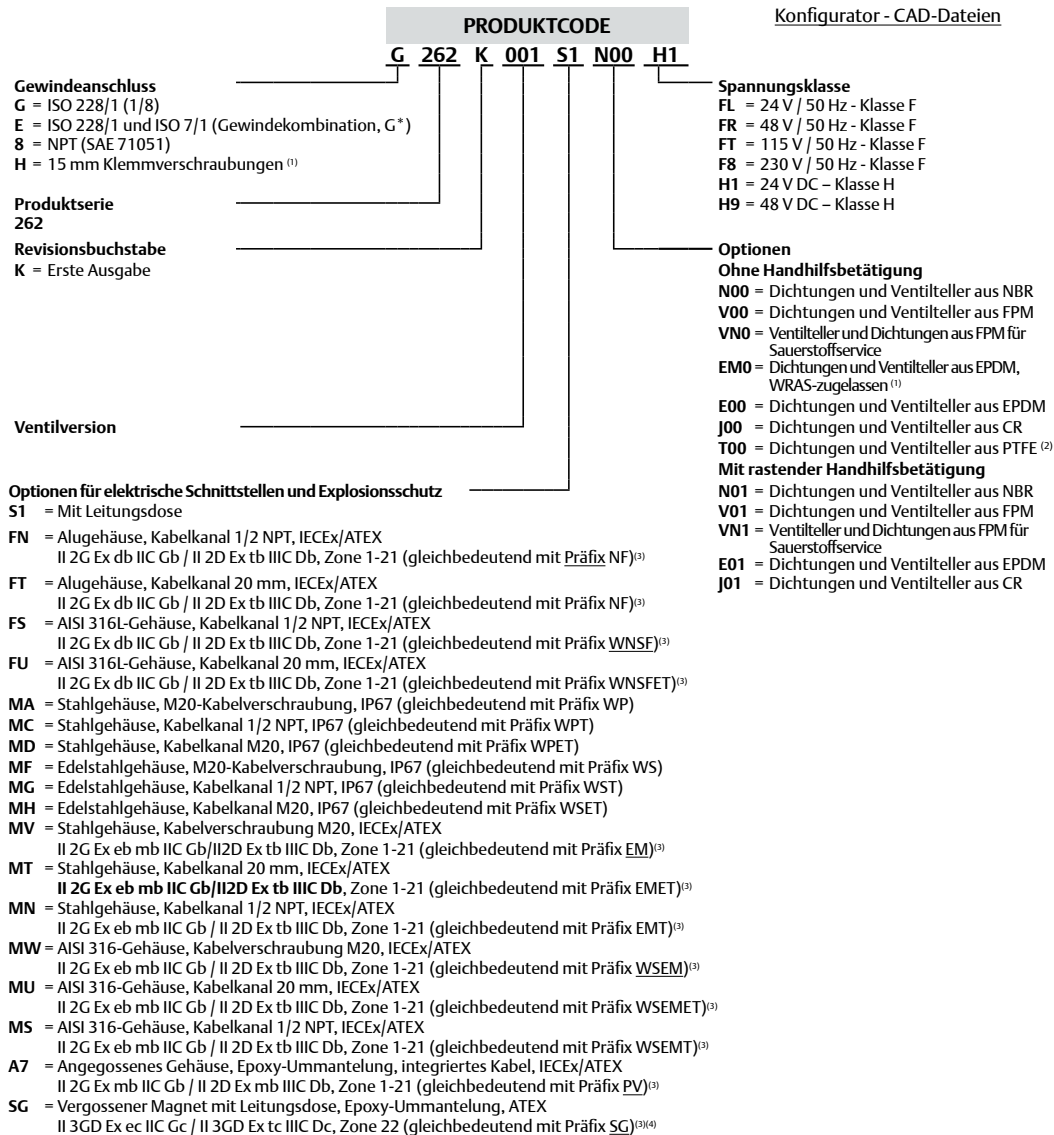 Konfigurator - CAD-Dateien
PRODUKTCODE
G 262 K 001 S1 N00 H1
Gewindeanschluss
G = ISO 228/1 (1/8)
E = ISO 228/1 und ISO 7/1 (Gewindekombination, G*)
8 = NPT (SAE 71051)
H = 15 mm Klemmverschraubungen (1)
Produktserie
262
Revisionsbuchstabe
K = Erste Ausgabe
Ventilversion
Optionen für elektrische Schnittstellen und Explosionsschutz
S1 = Mit Leitungsdose
FN = Alugehäuse, Kabelkanal 1/2 NPT, IECEx/ATEX
II 2G Ex db IIC Gb / II 2D Ex tb IIIC Db, Zone 1-21 (gleichbedeutend mit Präfix NF)(3)
FT = Alugehäuse, Kabelkanal 20 mm, IECEx/ATEX
II 2G Ex db IIC Gb / II 2D Ex tb IIIC Db, Zone 1-21 (gleichbedeutend mit Präfix NF)(3)
FS = AISI 316L-Gehäuse, Kabelkanal 1/2 NPT, IECEx/ATEX
II 2G Ex db IIC Gb / II 2D Ex tb IIIC Db, Zone 1-21 (gleichbedeutend mit Präfix WNSF)(3)
FU = AISI 316L-Gehäuse, Kabelkanal 20 mm, IECEx/ATEX
II 2G Ex db IIC Gb / II 2D Ex tb IIIC Db, Zone 1-21 (gleichbedeutend mit Präfix WNSFET)(3)
MA = Stahlgehäuse, M20-Kabelverschraubung, IP67 (gleichbedeutend mit Präfix WP)
MC = Stahlgehäuse, Kabelkanal 1/2 NPT, IP67 (gleichbedeutend mit Präfix WPT)
MD = Stahlgehäuse, Kabelkanal M20, IP67 (gleichbedeutend mit Präfix WPET)
MF = Edelstahlgehäuse, M20-Kabelverschraubung, IP67 (gleichbedeutend mit Präfix WS)
MG = Edelstahlgehäuse, Kabelkanal 1/2 NPT, IP67 (gleichbedeutend mit Präfix WST)
MH = Edelstahlgehäuse, Kabelkanal M20, IP67 (gleichbedeutend mit Präfix WSET)
MV = Stahlgehäuse, Kabelverschraubung M20, IECEx/ATEX
II 2G Ex eb mb IIC Gb/II2D Ex tb IIIC Db, Zone 1-21 (gleichbedeutend mit Präfix EM)(3)
MT = Stahlgehäuse, Kabelkanal 20 mm, IECEx/ATEX
II 2G Ex eb mb IIC Gb/II2D Ex tb IIIC Db, Zone 1-21 (gleichbedeutend mit Präfix EMET)(3)
MN = Stahlgehäuse, Kabelkanal 1/2 NPT, IECEx/ATEX
II 2G Ex eb mb IIC Gb / II 2D Ex tb IIIC Db, Zone 1-21 (gleichbedeutend mit Präfix EMT)(3)
MW = AISI 316-Gehäuse, Kabelverschraubung M20, IECEx/ATEX
II 2G Ex eb mb IIC Gb / II 2D Ex tb IIIC Db, Zone 1-21 (gleichbedeutend mit Präfix WSEM)(3)
MU = AISI 316-Gehäuse, Kabelkanal 20 mm, IECEx/ATEX
II 2G Ex eb mb IIC Gb / II 2D Ex tb IIIC Db, Zone 1-21 (gleichbedeutend mit Präfix WSEMET)(3)
MS = AISI 316-Gehäuse, Kabelkanal 1/2 NPT, IECEx/ATEX
II 2G Ex eb mb IIC Gb / II 2D Ex tb IIIC Db, Zone 1-21 (gleichbedeutend mit Präfix WSEMT)(3)
A7 = Angegossenes Gehäuse, Epoxy-Ummantelung, integriertes Kabel, IECEx/ATEX
II 2G Ex mb IIC Gb / II 2D Ex mb IIIC Db, Zone 1-21 (gleichbedeutend mit Präfix PV)(3)
SG = Vergossener Magnet mit Leitungsdose, Epoxy-Ummantelung, ATEX
II 3GD Ex ec IIC Gc / II 3GD Ex tc IIIC Dc, Zone 22 (gleichbedeutend mit Präfix SG)(3)(4)
Spannungsklasse
FL = 24 V / 50 Hz - Klasse F
FR = 48 V / 50 Hz - Klasse F
FT = 115 V / 50 Hz - Klasse F
F8 = 230 V / 50 Hz - Klasse F
H1 = 24 V DC – Klasse H
H9 = 48 V DC – Klasse H
Optionen
Ohne Handhilfsbetätigung
N00 = Dichtungen und Ventilteller aus NBR
V00 = Dichtungen und Ventilteller aus FPM
VN0 = Ventilteller und Dichtungen aus FPM für
Sauerstoffservice
EM0 = Dichtungen und Ventilteller aus EPDM,
WRAS-zugelassen (1)
E00 = Dichtungen und Ventilteller aus EPDM
J00 = Dichtungen und Ventilteller aus CR
T00 = Dichtungen und Ventilteller aus PTFE (2)
Mit rastender Handhilfsbetätigung
N01 = Dichtungen und Ventilteller aus NBR
V01 = Dichtungen und Ventilteller aus FPM
VN1 = Ventilteller und Dichtungen aus FPM für
Sauerstoffservice
E01 = Dichtungen und Ventilteller aus EPDM
J01 = Dichtungen und Ventilteller aus CR